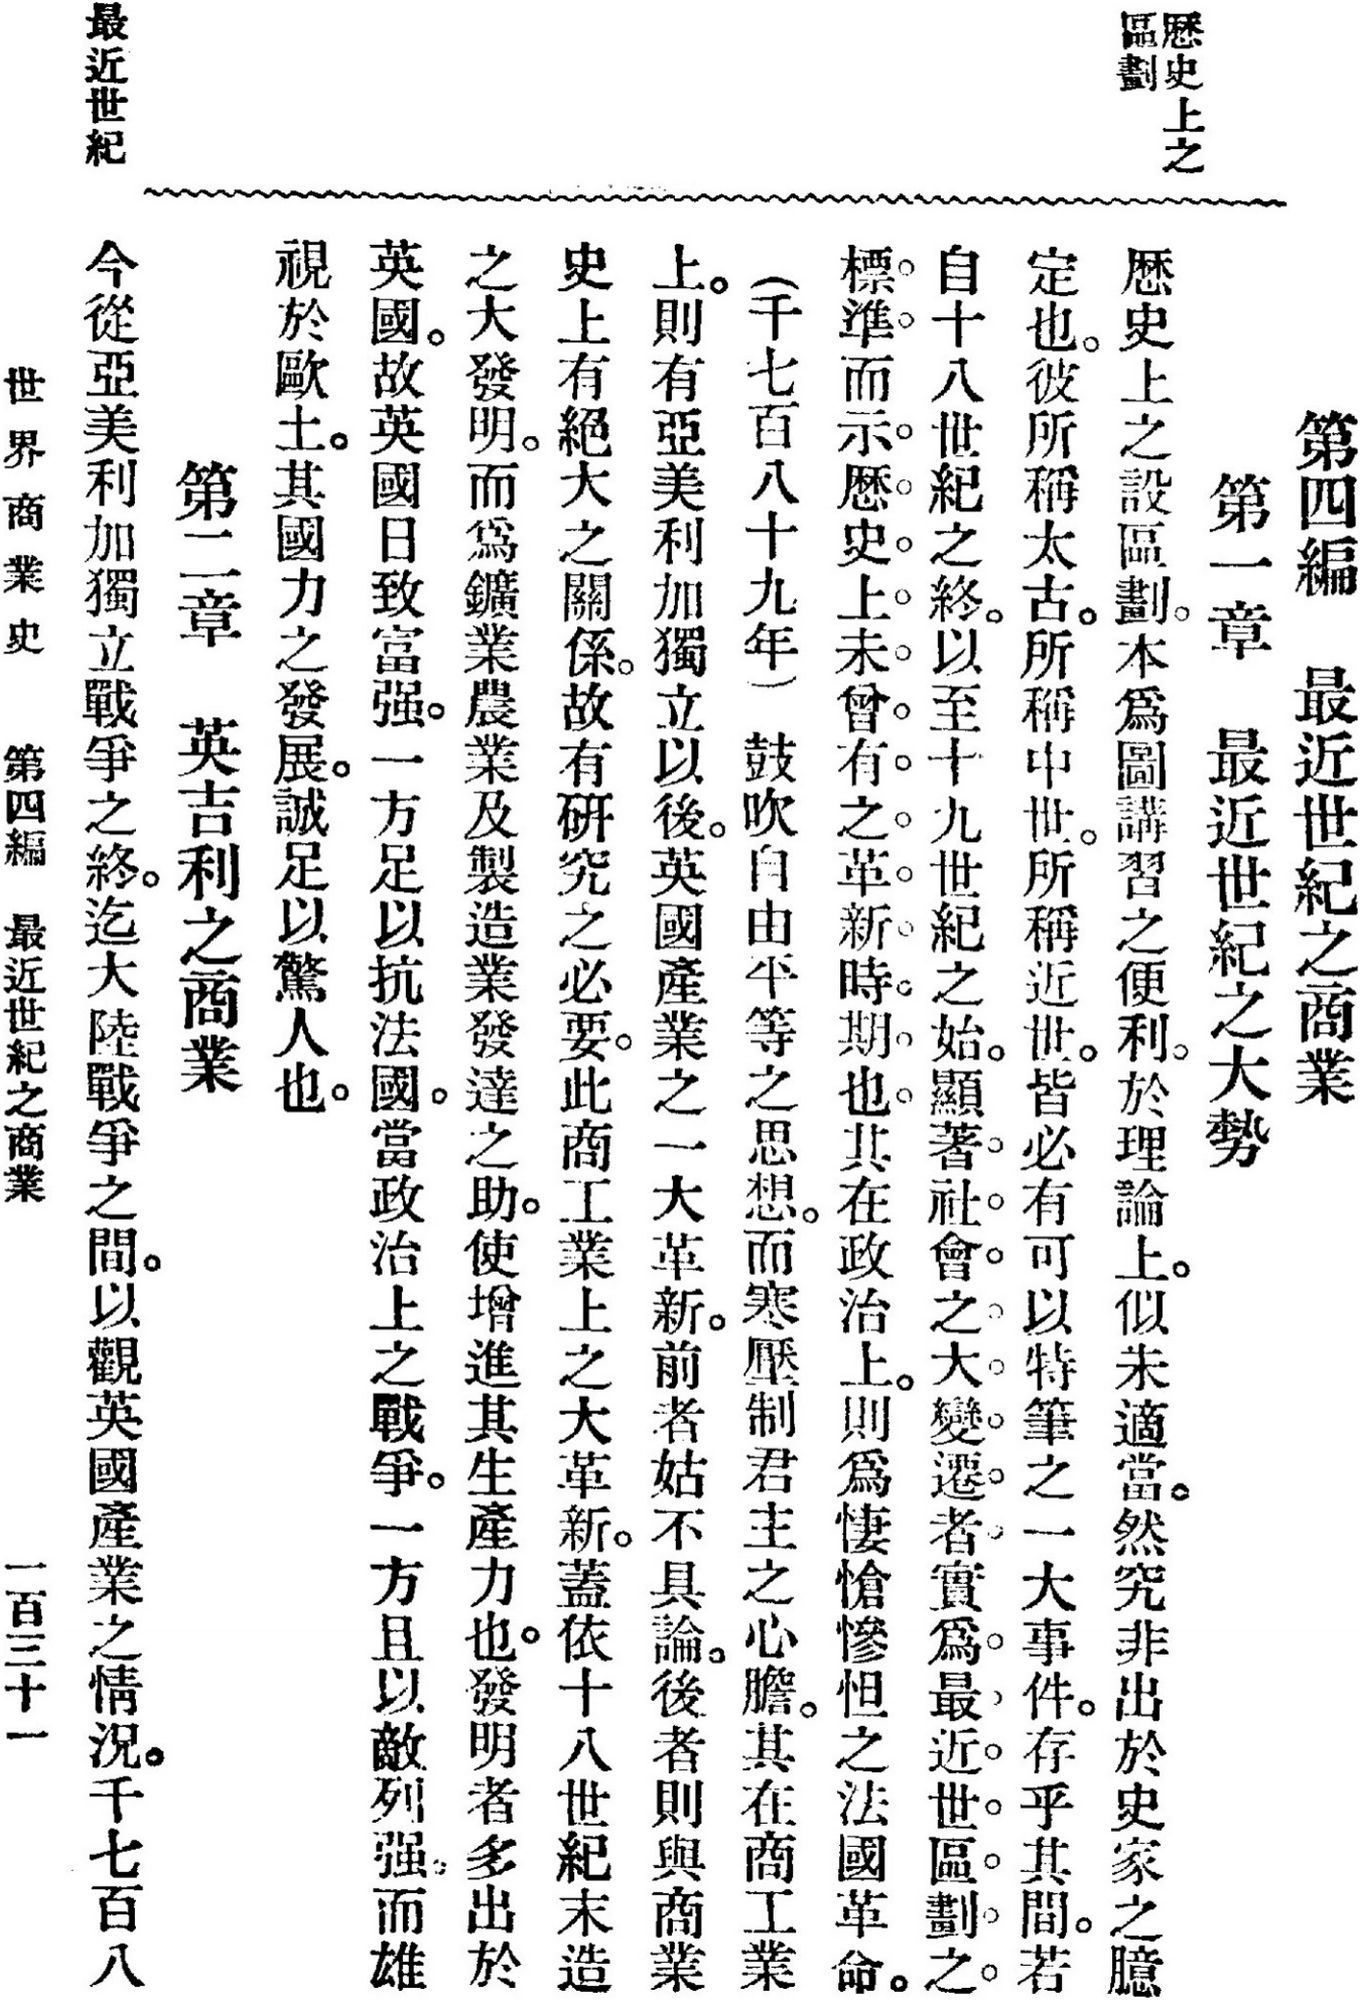 第四編　最近世紀之商業
第一章　最近世紀之大勢
歷史上之
區劃
歷史上之設區劃。本爲圖講習之便利。於理論上。似未適當。然究非出於史家之臆
定也。彼所稱太古。所稱中世。所稱近世。皆必有可以特筆之一大事件。存乎其間。若
自十八世紀之終。以至十九世紀之始。顯著社會之大變遷者實爲最近世區劃之
標準而示歷史上未曾有之革新時期也其在政治上。則爲悽愴慘怛之法國革命。
（千七百八十九年）　鼓吹自由平等之思想。而寒壓制君主之心膽。其在商工業
上。則有亞美利加獨立以後。英國產業之一大革新。前者姑不具論。後者則與商業
史上有絕大之關係。故有研究之必要。此商工業上之大革新。蓋依十八世紀末造
之大發明。而爲鑛業農業及製造業發達之助。使增進其生產力也。發明者多出於
英國。故英國日致富强。一方足以抗法國。當政治上之戰爭。一方且以敵列强。而雄
視於歐土。其國力之發展。誠足以驚人也。
第二章　英吉利之商業
最近世紀
今從亞美利加獨立戰爭之終。迄大陸戰爭之間。以觀英國產業之情況。千七百八
世界商業史　第四編　最近世紀之商業　一百三十一